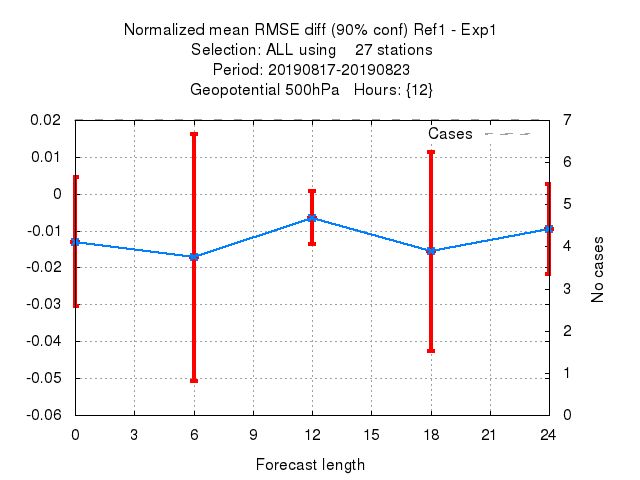 Normalized mean RMSE diff (90% conf) Ref1 - Exp1
Selection: ALL using 27 stations
Period: 20190817-20190823
Geopotential 500hPa Hours: {12}
Cases
0.02
0.01
0
-0.01
-0.02
-0.03
-0.04
-0.05
-0.06
7
6
5
4
3
2
1
0
No cases
0 3 6 9 12 15 18 21 24
Forecast length